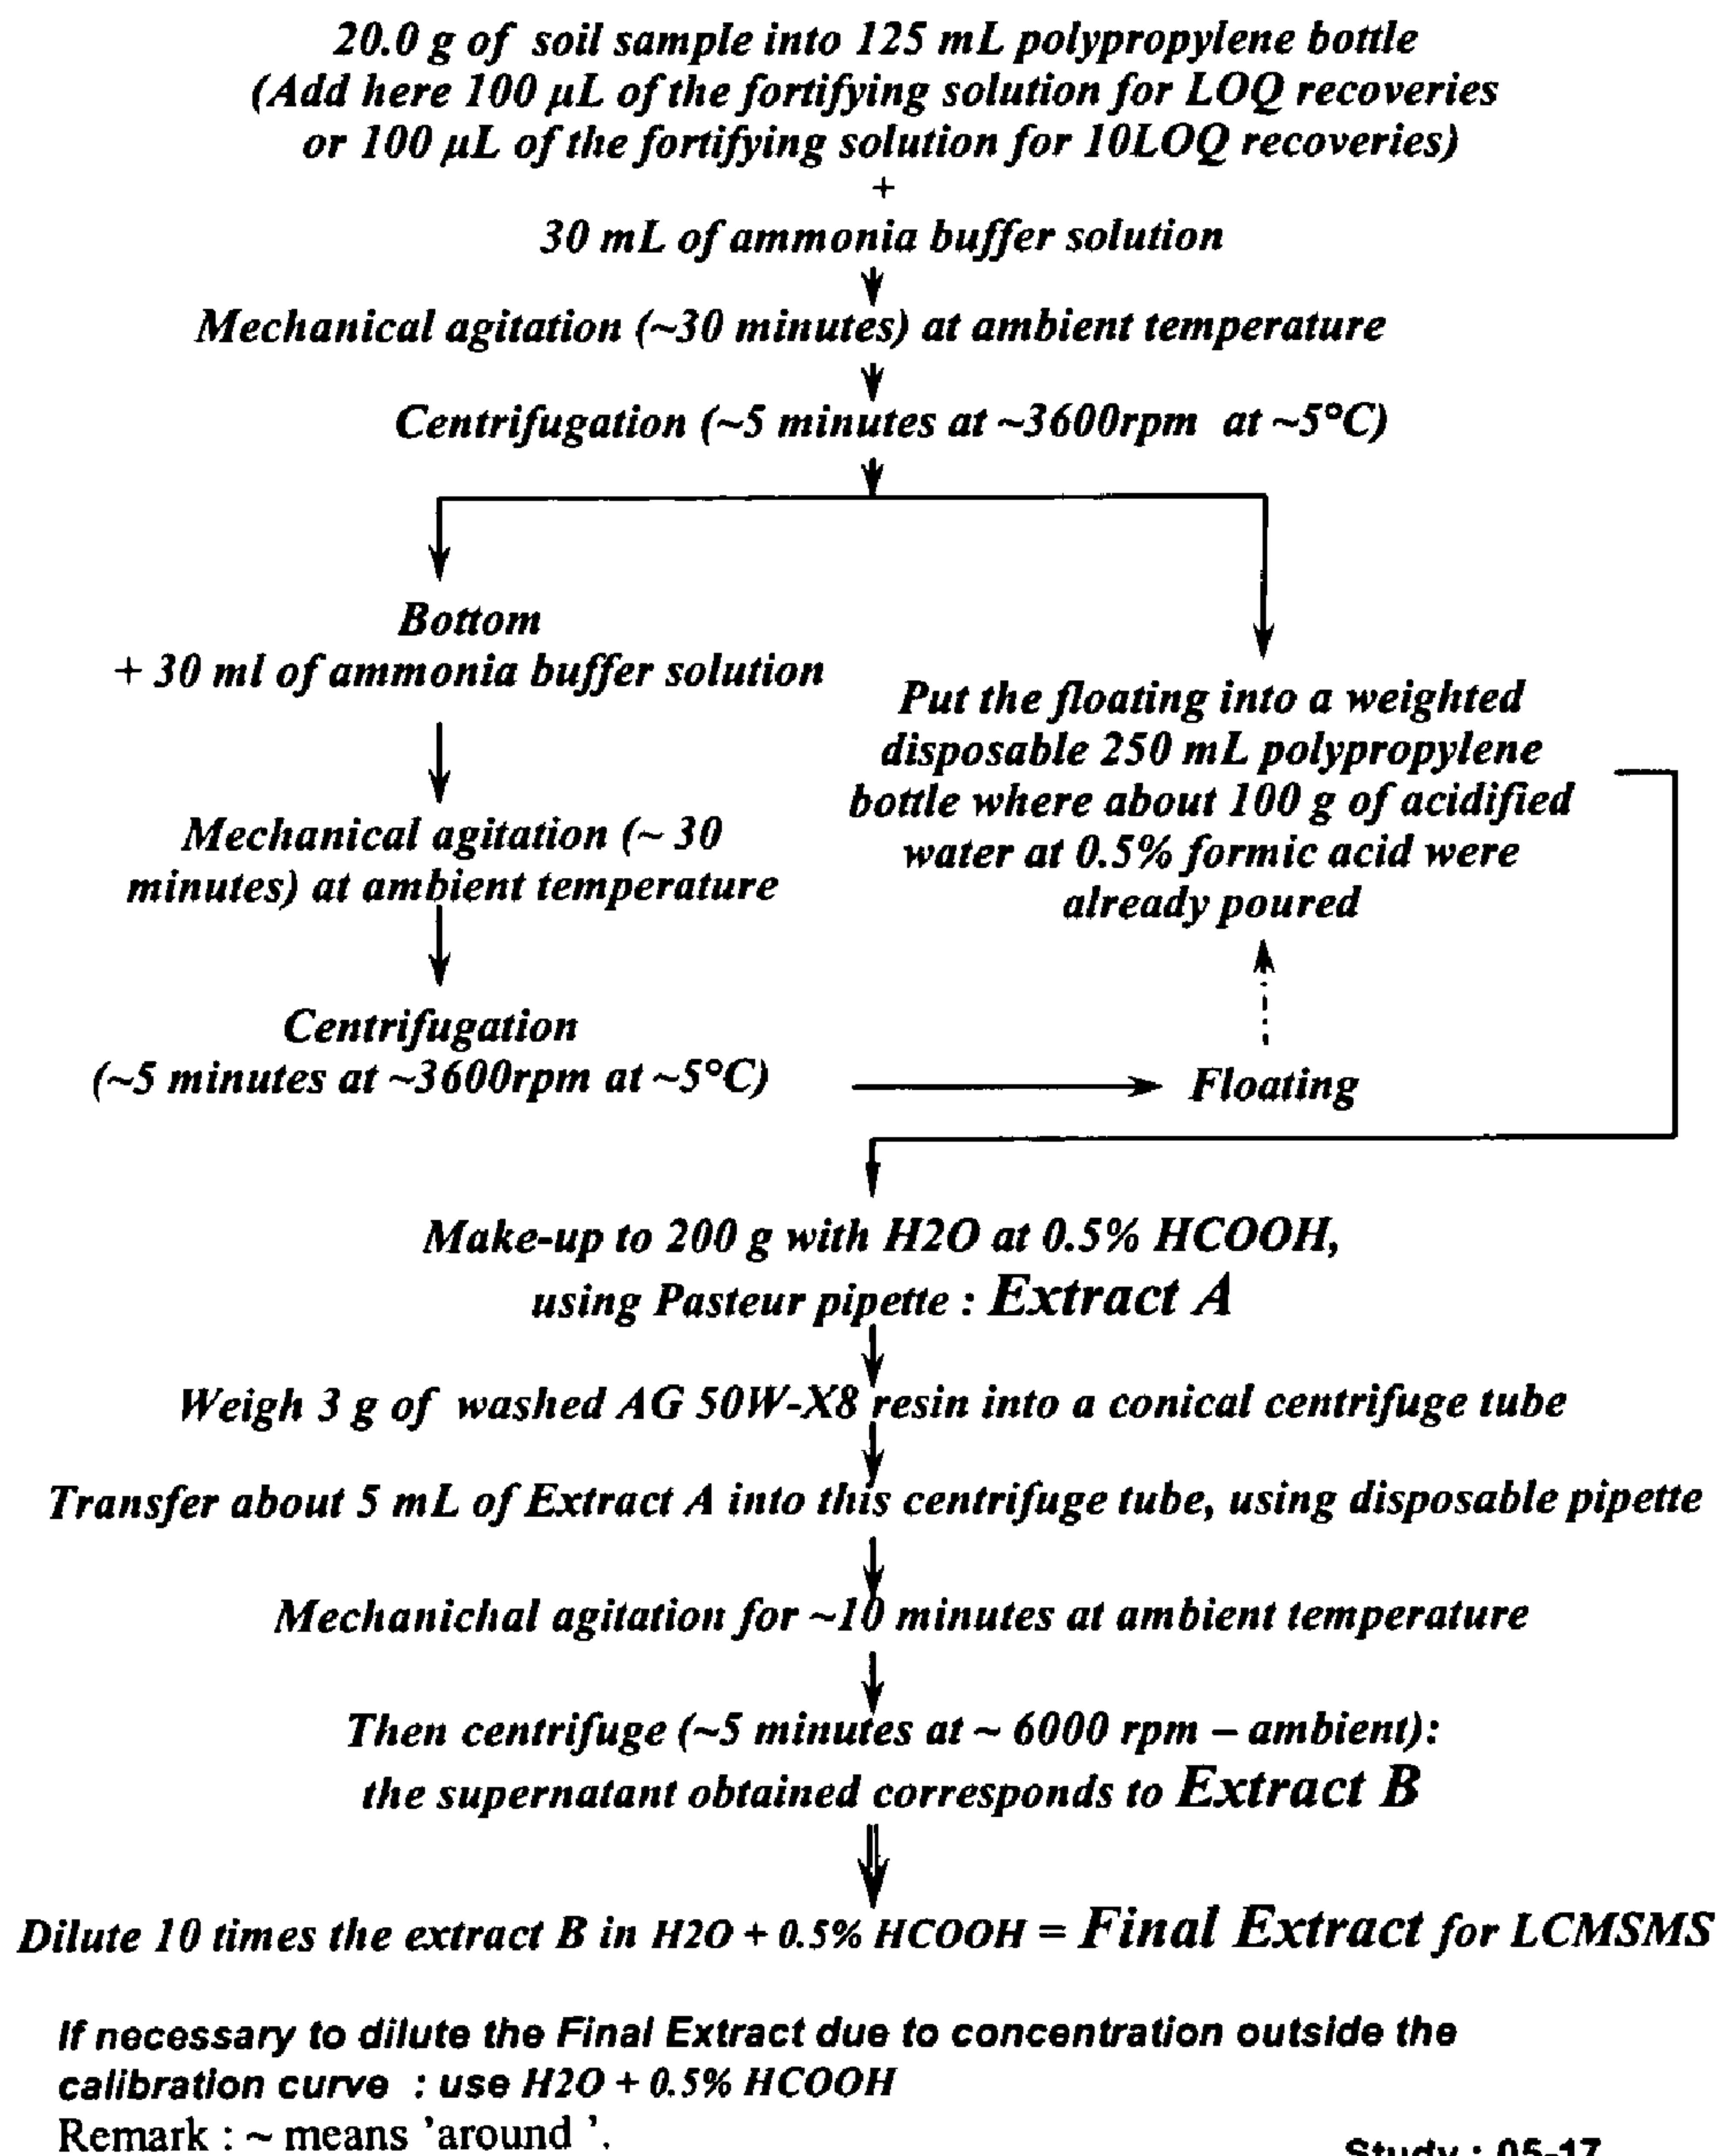 20.0 g of soil sample into 125 mL polypropylene bottle
(Add here 100 µL of the fortifying solution for LOQ recoveries
or 100 µL of the fortifying solution for 10LOQ recoveries)
+
30 mL of ammonia buffer solution
Mechanical agitation (~30 minutes) at ambient temperature
Centrifugation (~5 minutes at ~3600rpm at ~5°C)
Bottom
+ 30 ml of ammonia buffer solution
Mechanical agitation (~ 30
minutes) at ambient temperature
Centrifugation
(~5 minutes at ~3600rpm at ~5°C)
Put the floating into a weighted
disposable 250 mL polypropylene
bottle where about 100 g of acidified
water at 0.5% formic acid were
already poured
Floating
Make-up to 200 g with H2O at 0.5% HCOOH,
using Pasteur pipette : Extract A
Weigh 3 g of washed AG 50W-X8 resin into a conical centrifuge tube
Transfer about 5 mL of Extract A into this centrifuge tube, using disposable pipette
Mechanichal agitation for ~10 minutes at ambient temperature
Then centrifuge (~5 minutes at ~ 6000 rpm – ambient):
the supernatant obtained corresponds to Extract B
Dilute 10 times the extract B in H2O + 0.5% HCOOH = Final Extract for LCMSMS
If necessary to dilute the Final Extract due to concentration outside the
calibration curve : use H2O + 0.5% HCOOH
Remark : ~ means 'around '.
Study : 05-17